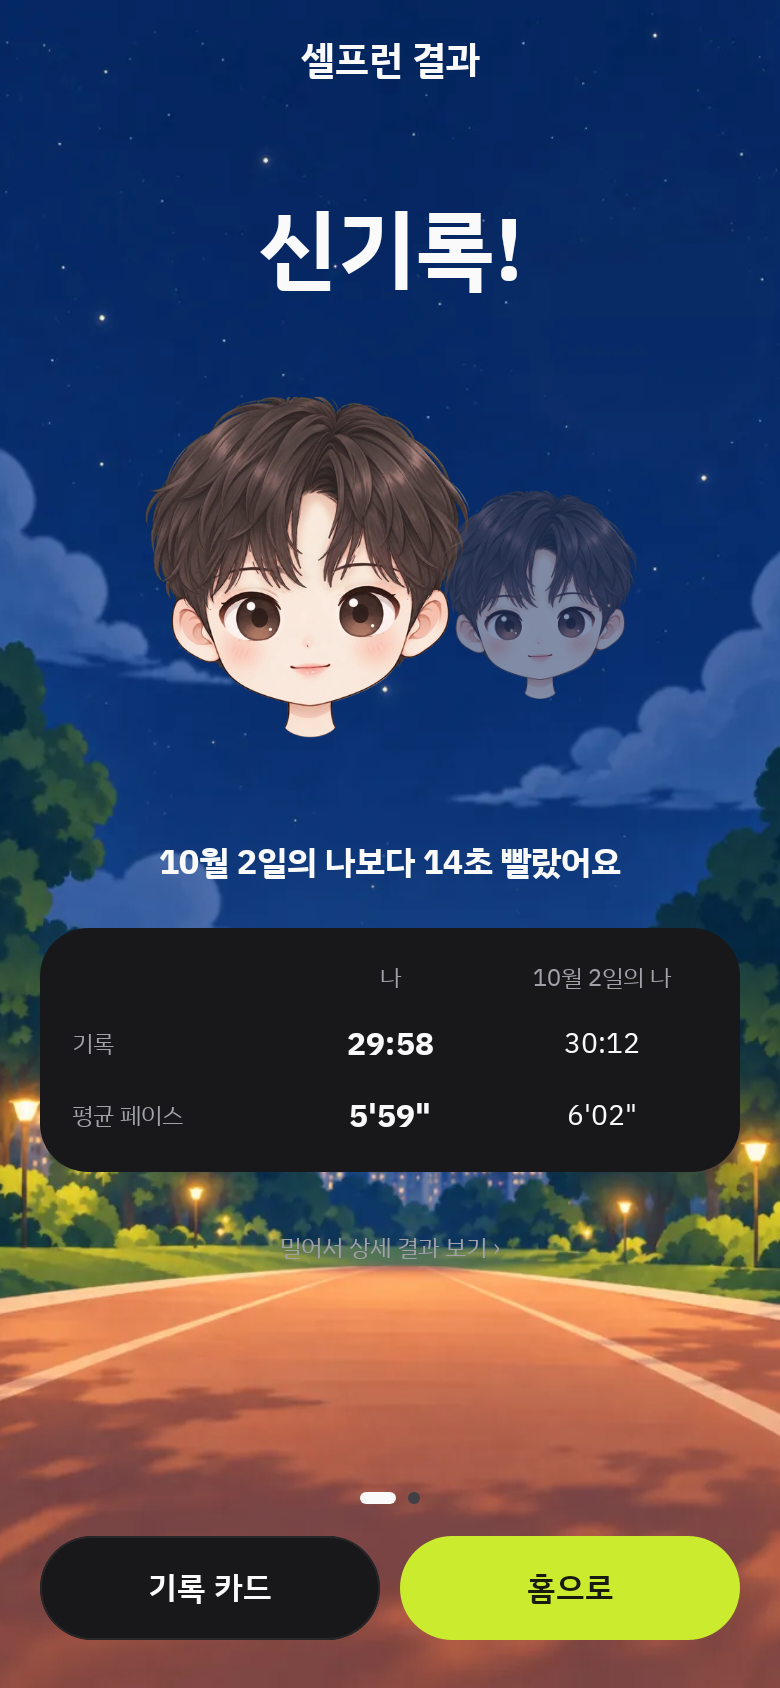 셀프런 결과
신기록!
10월 2일의 나보다 14초 빨랐어요
나 10월 2일의 나
기록 29:58 30:12
평균 페이스 5'59" 6'02"
밀어서 상세 결과 보기 ›
기록 카드 홈으로